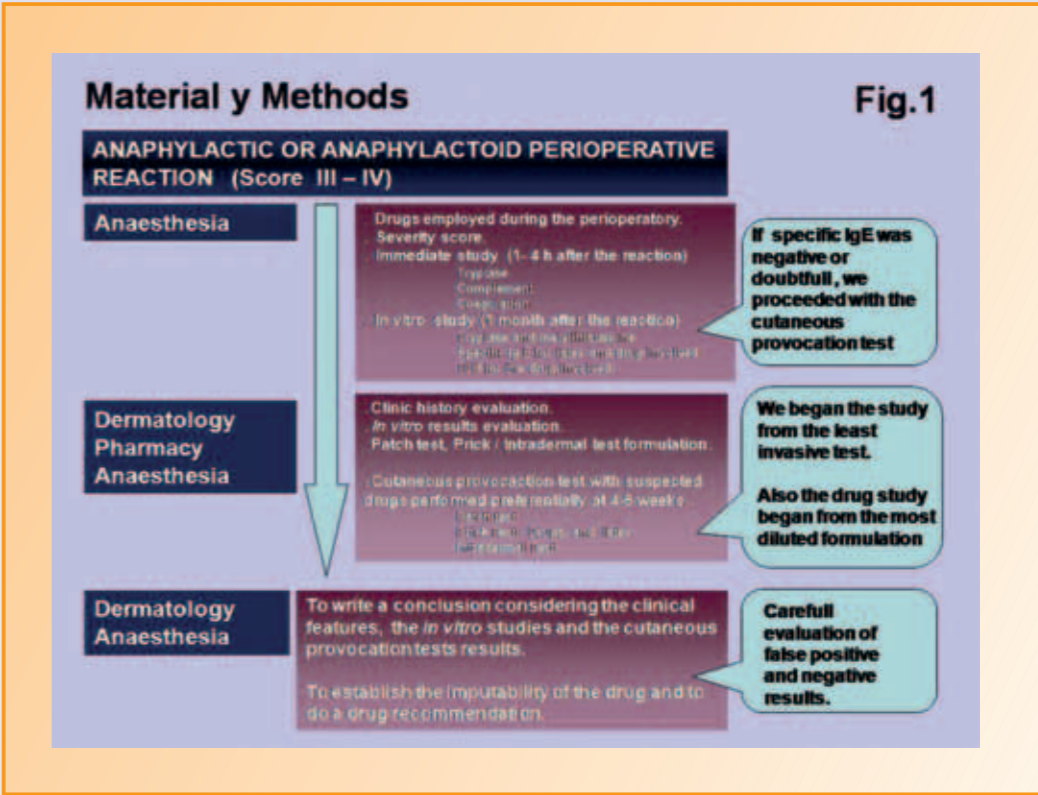 Material y Methods
Fig.1
ANAPHYLACTIC OR ANAPHYLACTOID PERIOPERATIVE
REACTION (Score III – IV)
Anaesthesia
. Drugs employed during the perioperatory.
. Severity score.
. Immediate study (1- 4 h after the reaction)
Tryptase
Complement
. In vitro study (1 month after the reaction)
If specific IgE was
negative or
doubtfull, we
proceeded with the
cutaneous
provocation test
Dermatology
Pharmacy
Anaesthesia
.Clinic history evaluation.
.In vitro results evaluation.
. Patch test, Prick / Intradermal test formulation.
.Cutaneous provocaction test with suspected
drugs performed preferentially at 4-6 weeks
We began the study
from the least
invasive test.
Also the drug study
began from the most
diluted formulation
Dermatology
Anaesthesia
To write a conclusion considering the clinical
features, the in vitro studies and the cutaneous
provocation tests results.
To establish the imputability of the drug and to
do a drug recommendation.
Carefull
evaluation of
false positive
and negative
results.